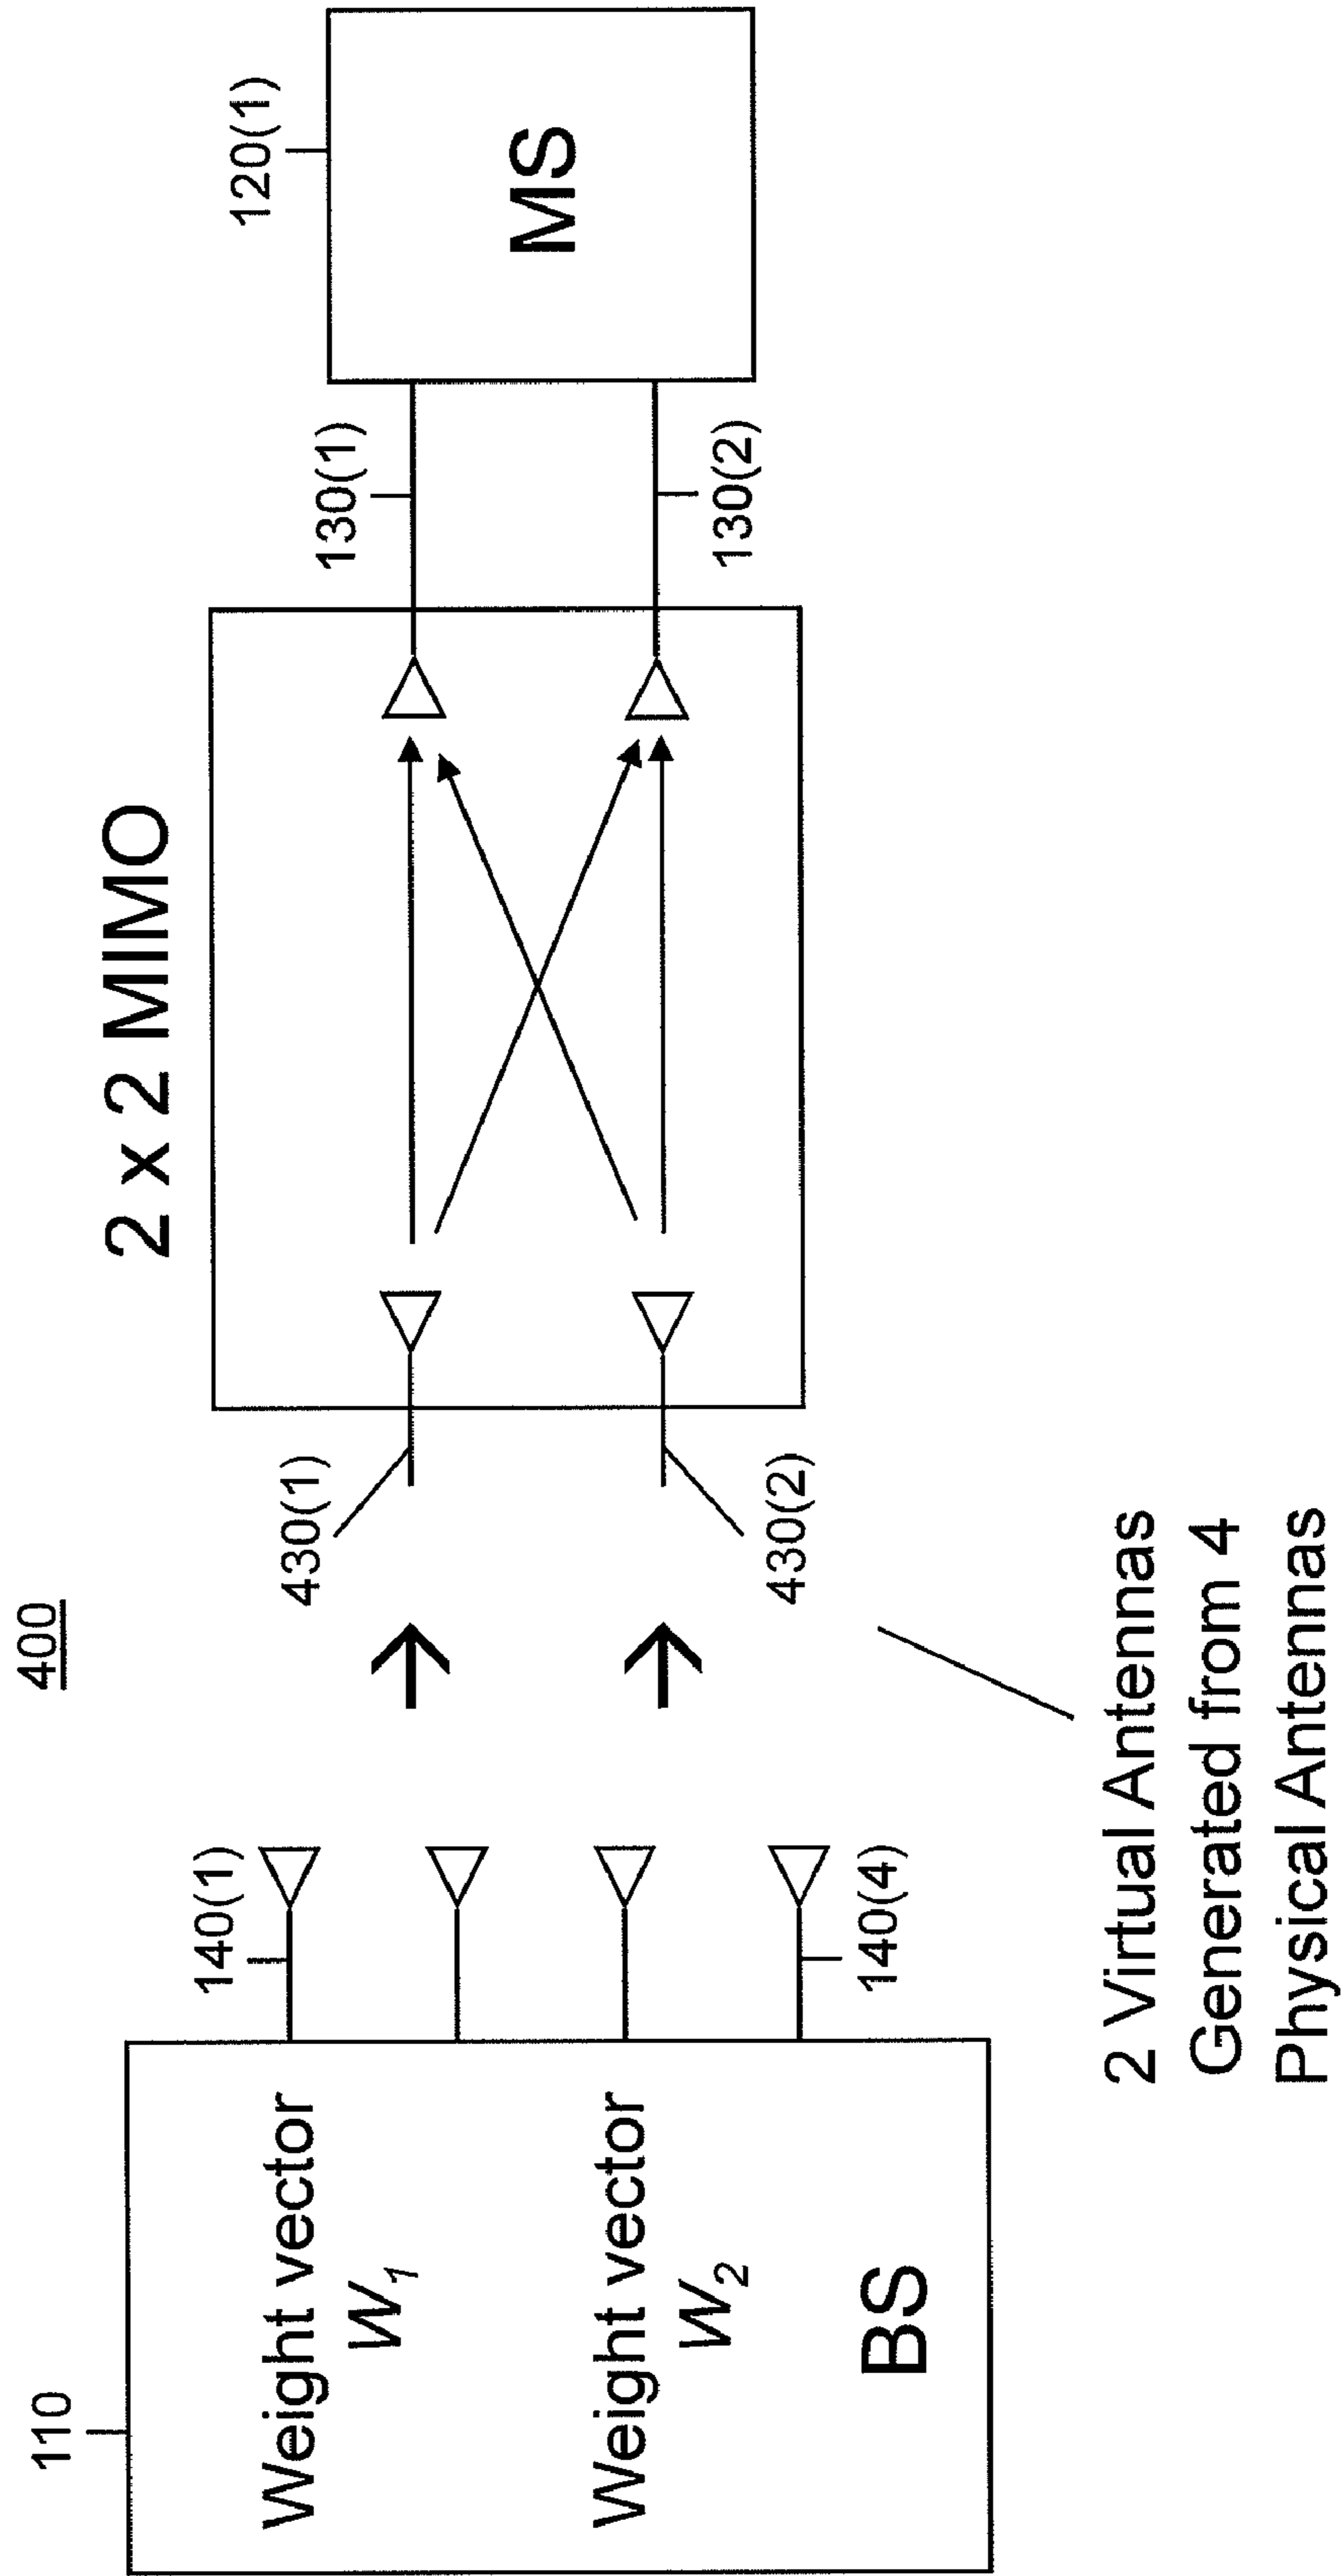 400
2 x 2 MIMO
110
Weight vector
W1
Weight vector
W2
BS
140(1)
140(4)
430(1)
430(2)
130(1)
130(2)
120(1)
MS
2 Virtual Antennas
Generated from 4
Physical Antennas